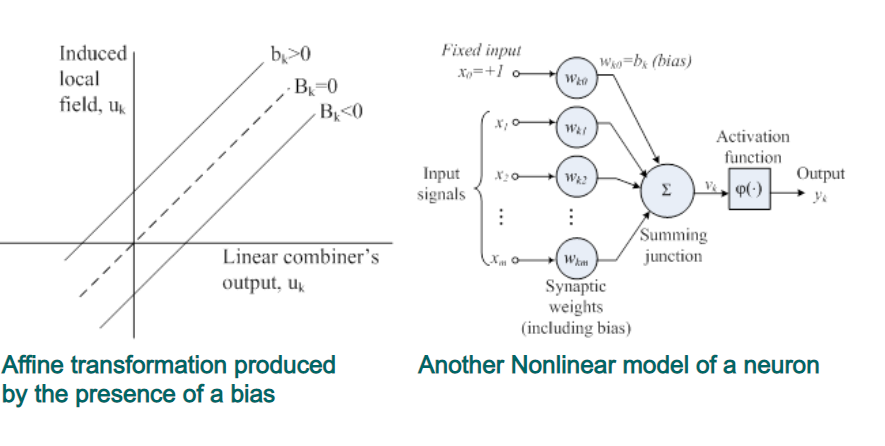 Induced
local
field, uk
bk>0
Bk=0
Bk<0
Linear combiner’s
output, uk
Affine transformation produced
by the presence of a bias
Fixed input
x0=+1
wk0
wk0=bk (bias)
x1
wk1
Input
signals
x2
wk2
⋮
⋮
xm
wkm
Σ
Summing
junction
vk
Activation
function
φ(·)
Output
yk
Synaptic
weights
(including bias)
Another Nonlinear model of a neuron